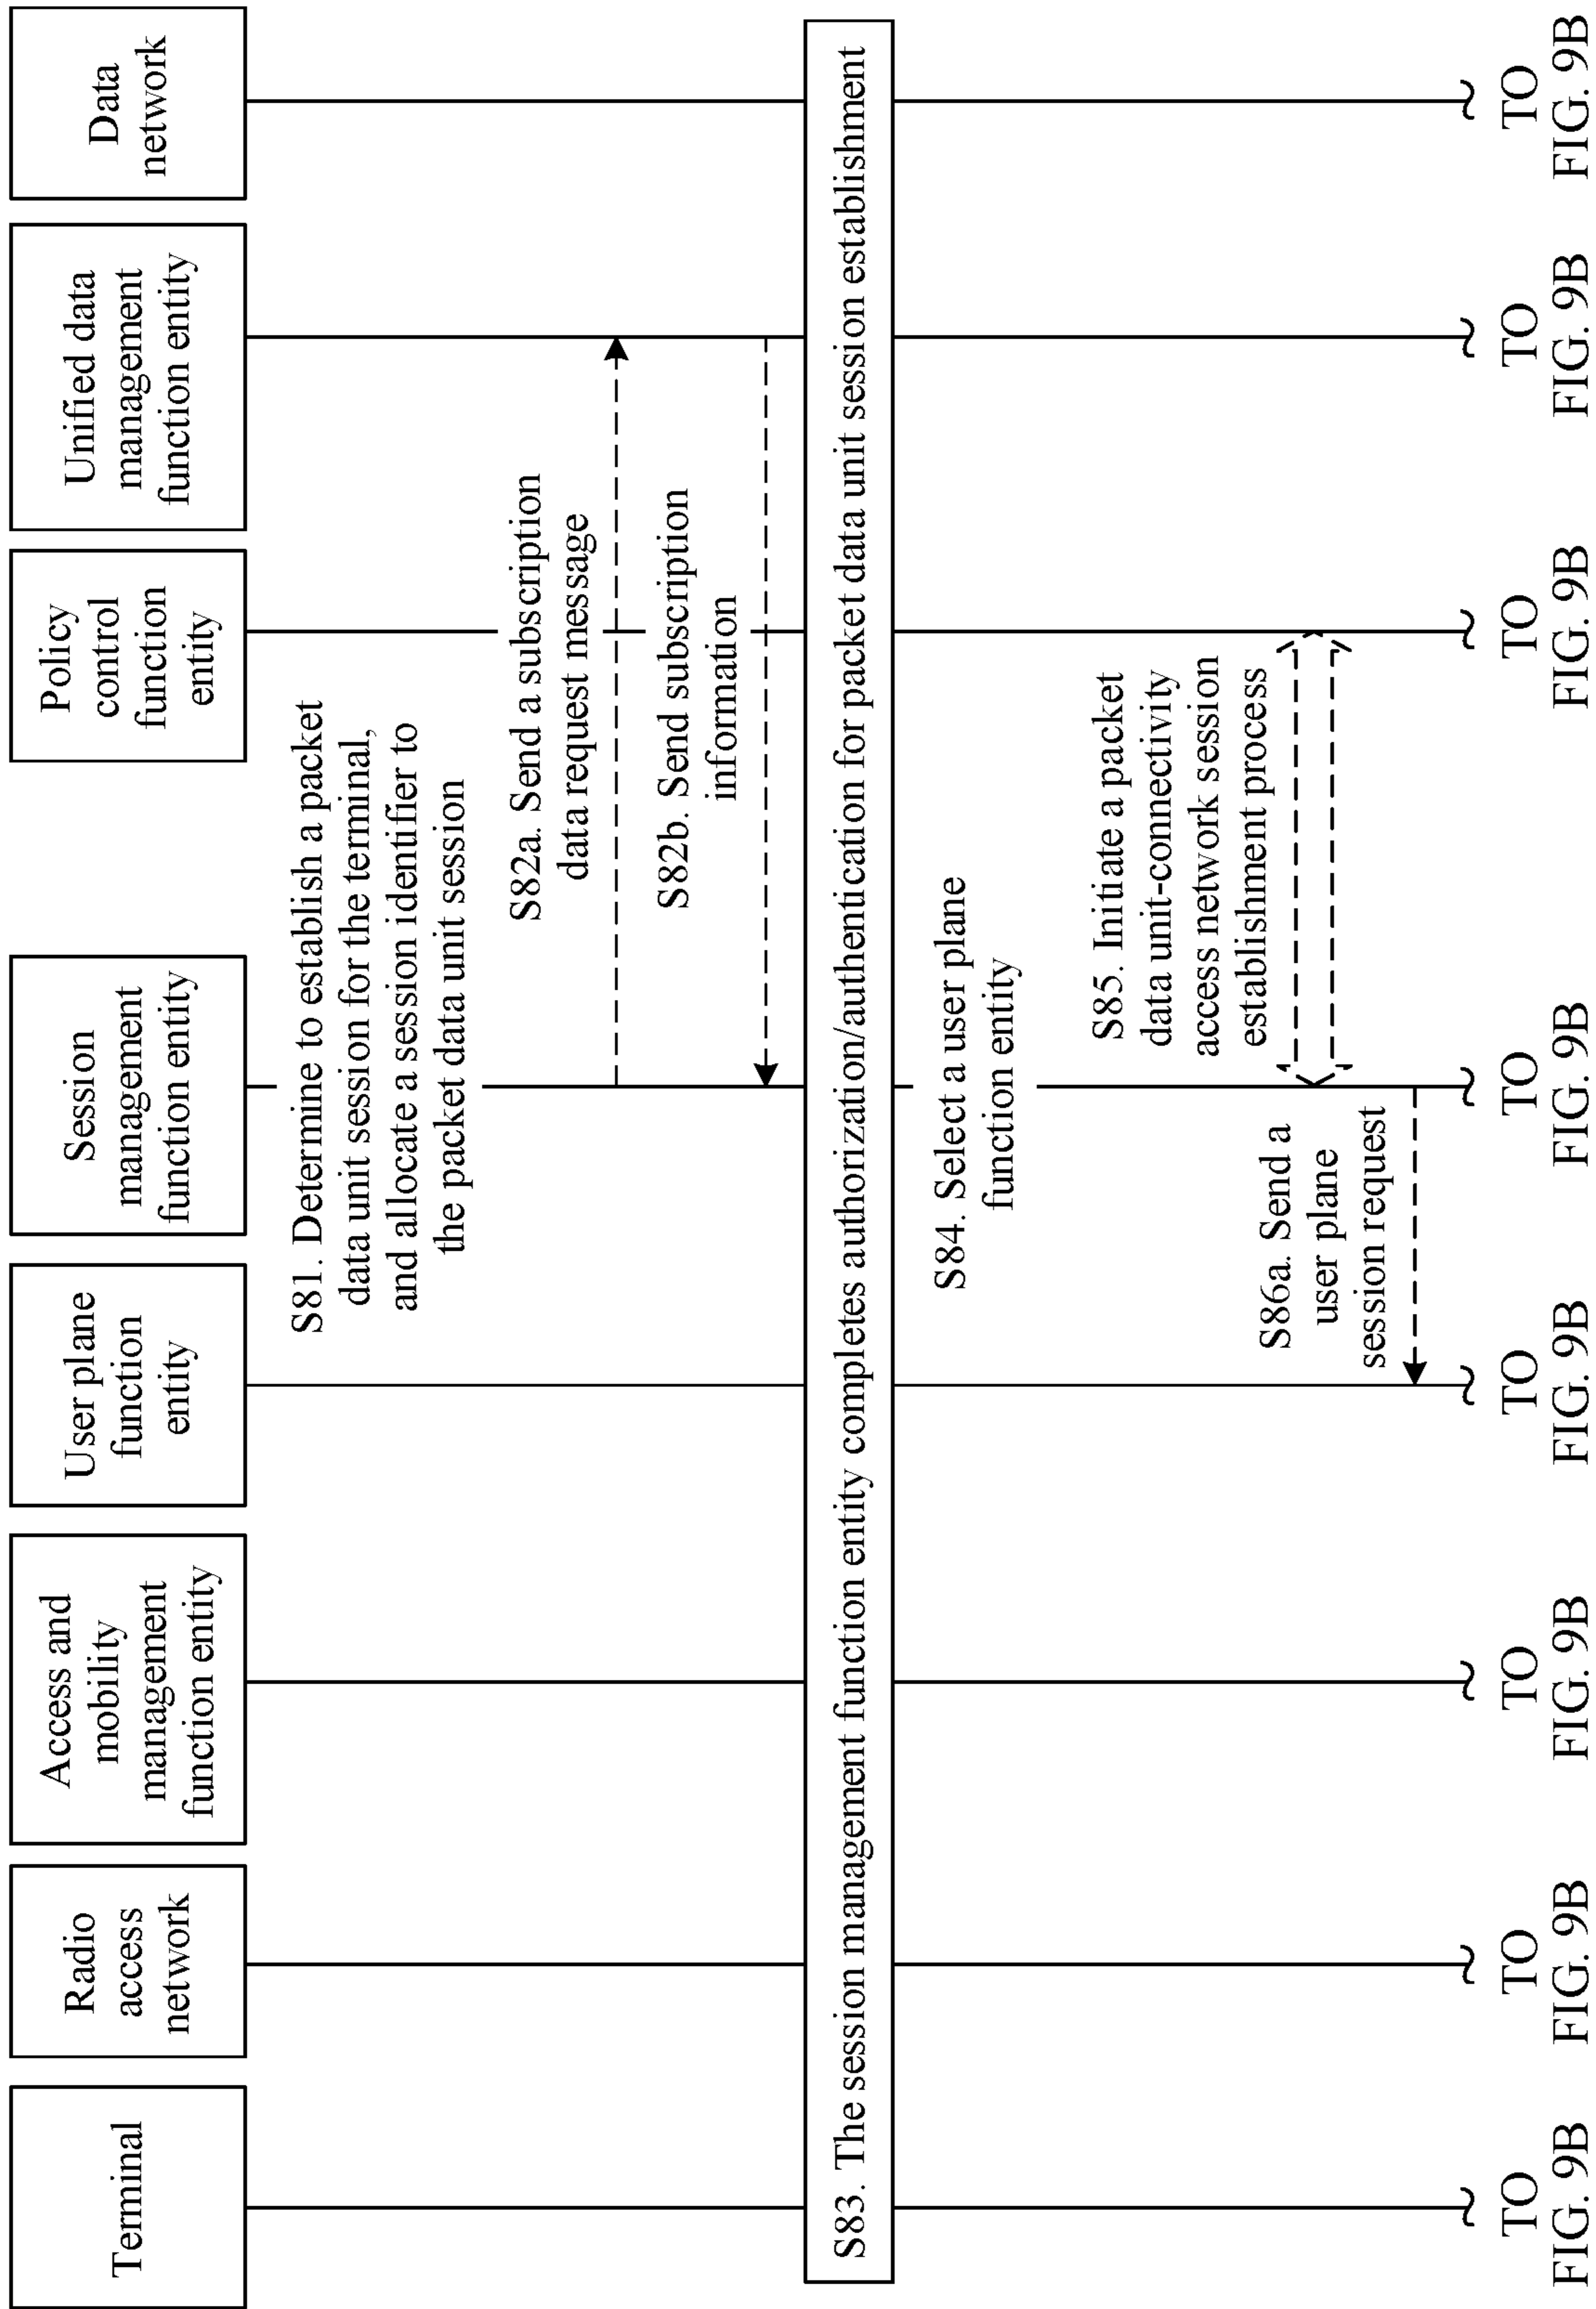 Terminal
Radio
access
network
Access and
mobility
management
function entity
User plane
function
entity
Session
management
function entity
Policy
control
function
entity
Unified data
management
function entity
Data
network
S81. Determine to establish a packet
data unit session for the terminal,
and allocate a session identifier to
the packet data unit session
S82a. Send a subscription
data request message
S82b. Send subscription
information
S83. The session management function entity completes authorization/authentication for packet data unit session establishment
S84. Select a user plane
function entity
S85. Initiate a packet
data unit-connectivity
access network session
establishment process
S86a. Send a
user plane
session request
TO
FIG. 9B
TO
FIG. 9B
TO
FIG. 9B
TO
FIG. 9B
TO
FIG. 9B
TO
FIG. 9B
TO
FIG. 9B
TO
FIG. 9B